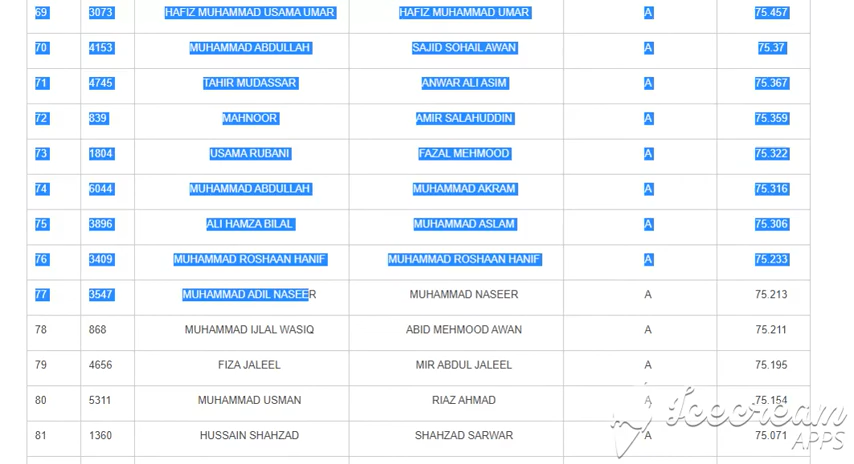 69 3073 HAFIZ MUHAMMAD USAMA UMAR HAFIZ MUHAMMAD UMAR A 75.457
70 4153 MUHAMMAD ABDULLAH SAJID SOHAIL AWAN A 75.37
71 4745 TAHIR MUDASSAR ANWAR ALI ASIM A 75.367
72 839 MAHNOOR AMIR SALAHUDDIN A 75.359
73 1804 USAMA RUBANI FAZAL MEHMOOD A 75.322
74 6044 MUHAMMAD ABDULLAH MUHAMMAD AKRAM A 75.316
75 3896 ALI HAMZA BILAL MUHAMMAD ASLAM A 75.306
76 3409 MUHAMMAD ROSHAAN HANIF MUHAMMAD ROSHAAN HANIF A 75.233
77 3547 MUHAMMAD ADIL NASEER MUHAMMAD NASEER A 75.213
78 868 MUHAMMAD IJLAL WASIQ ABID MEHMOOD AWAN A 75.211
79 4656 FIZA JALEEL MIR ABDUL JALEEL A 75.195
80 5311 MUHAMMAD USMAN RIAZ AHMAD A 75.154
81 1360 HUSSAIN SHAHZAD SHAHZAD SARWAR A 75.071
Icecream
APPS